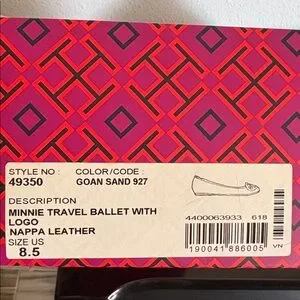 STYLE NO : COLOR/CODE :
49350 GOAN SAND 927
DESCRIPTION
MINNIE TRAVEL BALLET WITH
LOGO
NAPPA LEATHER
SIZE US
8.5
4400063933 618
190041886005
VN